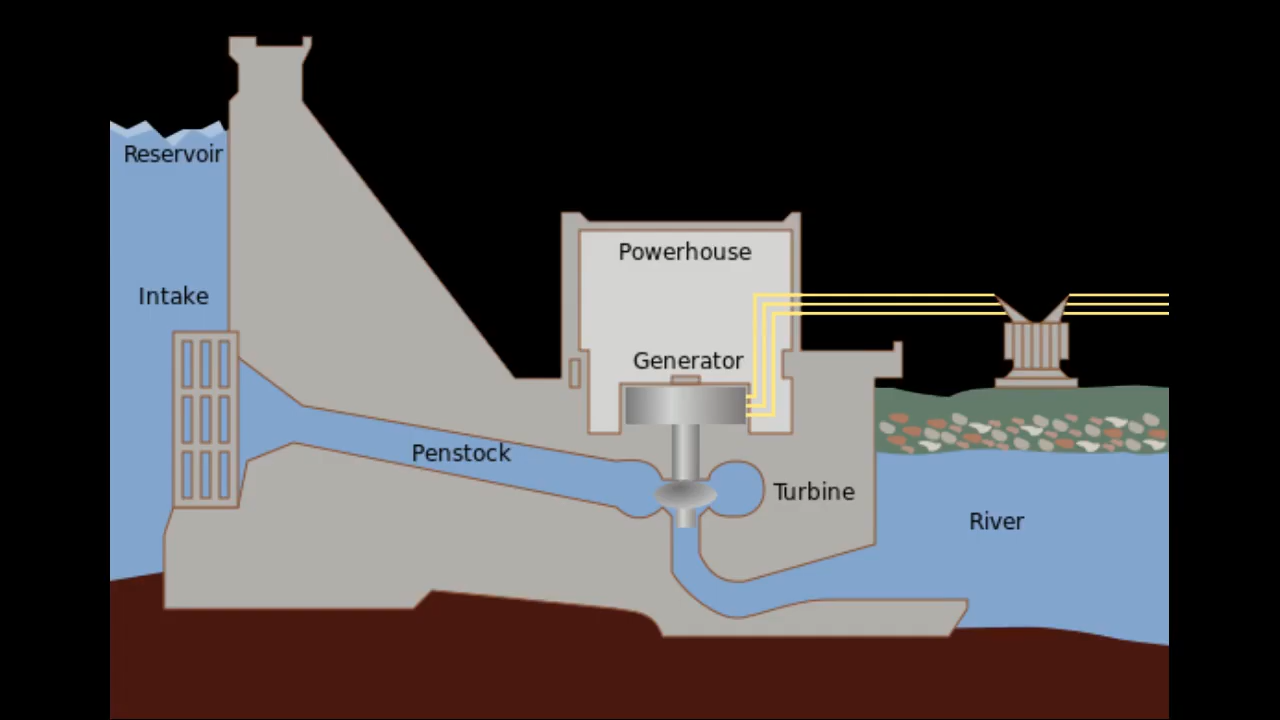 Reservoir
Powerhouse
Intake
Generator
Penstock
Turbine
River